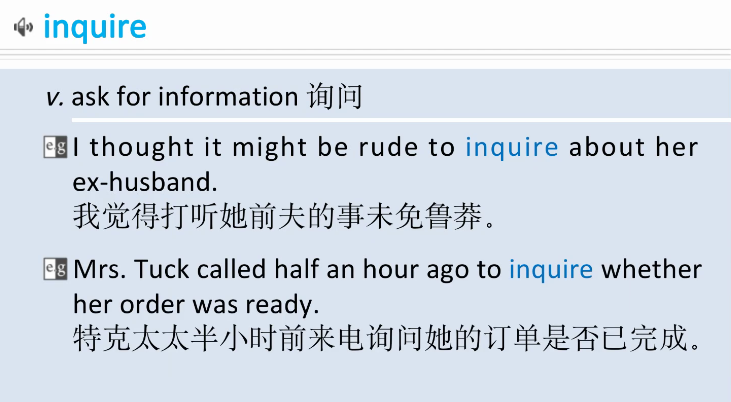 inquire
v. ask for information 询问
eg I thought it might be rude to inquire about her
ex-husband.
我觉得打听她前夫的事未免鲁莽。
eg Mrs. Tuck called half an hour ago to inquire whether
her order was ready.
特克太太半小时前来电询问她的订单是否已完成。